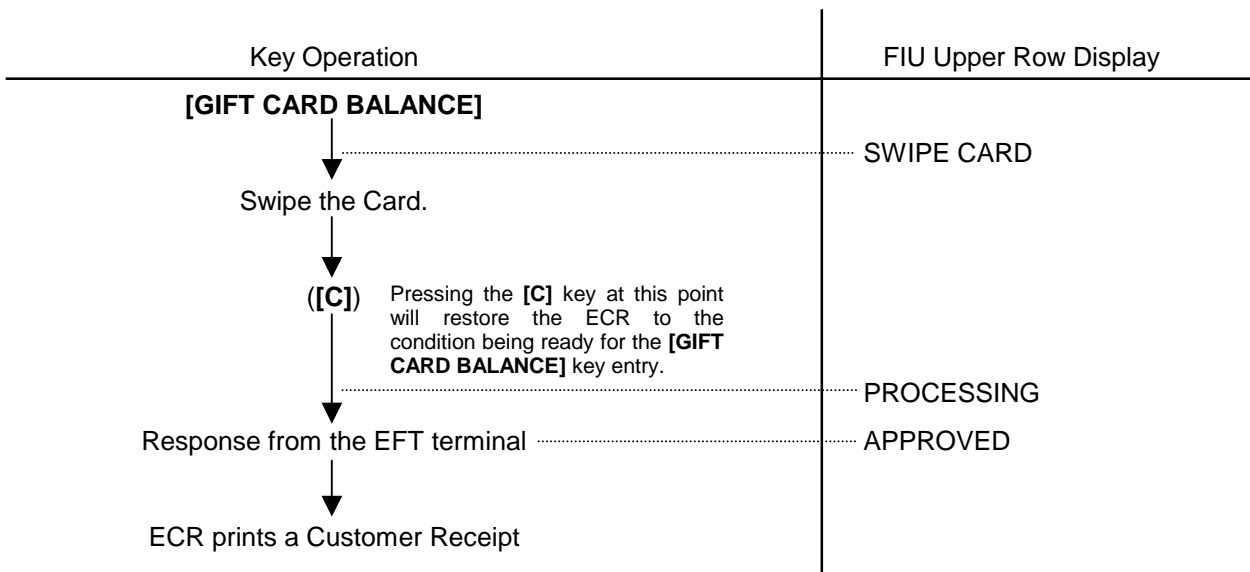 Key Operation FIU Upper Row Display
[GIFT CARD BALANCE]
SWIPE CARD
Swipe the Card.
([C]) Pressing the [C] key at this point
will restore the ECR to the
condition being ready for the [GIFT
CARD BALANCE] key entry.
PROCESSING
Response from the EFT terminal APPROVED
ECR prints a Customer Receipt